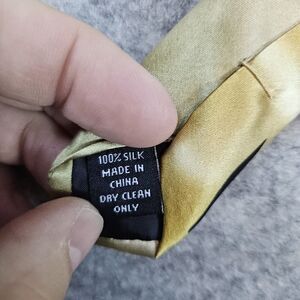 100% SILK
MADE IN
CHINA
DRY CLEAN
ONLY